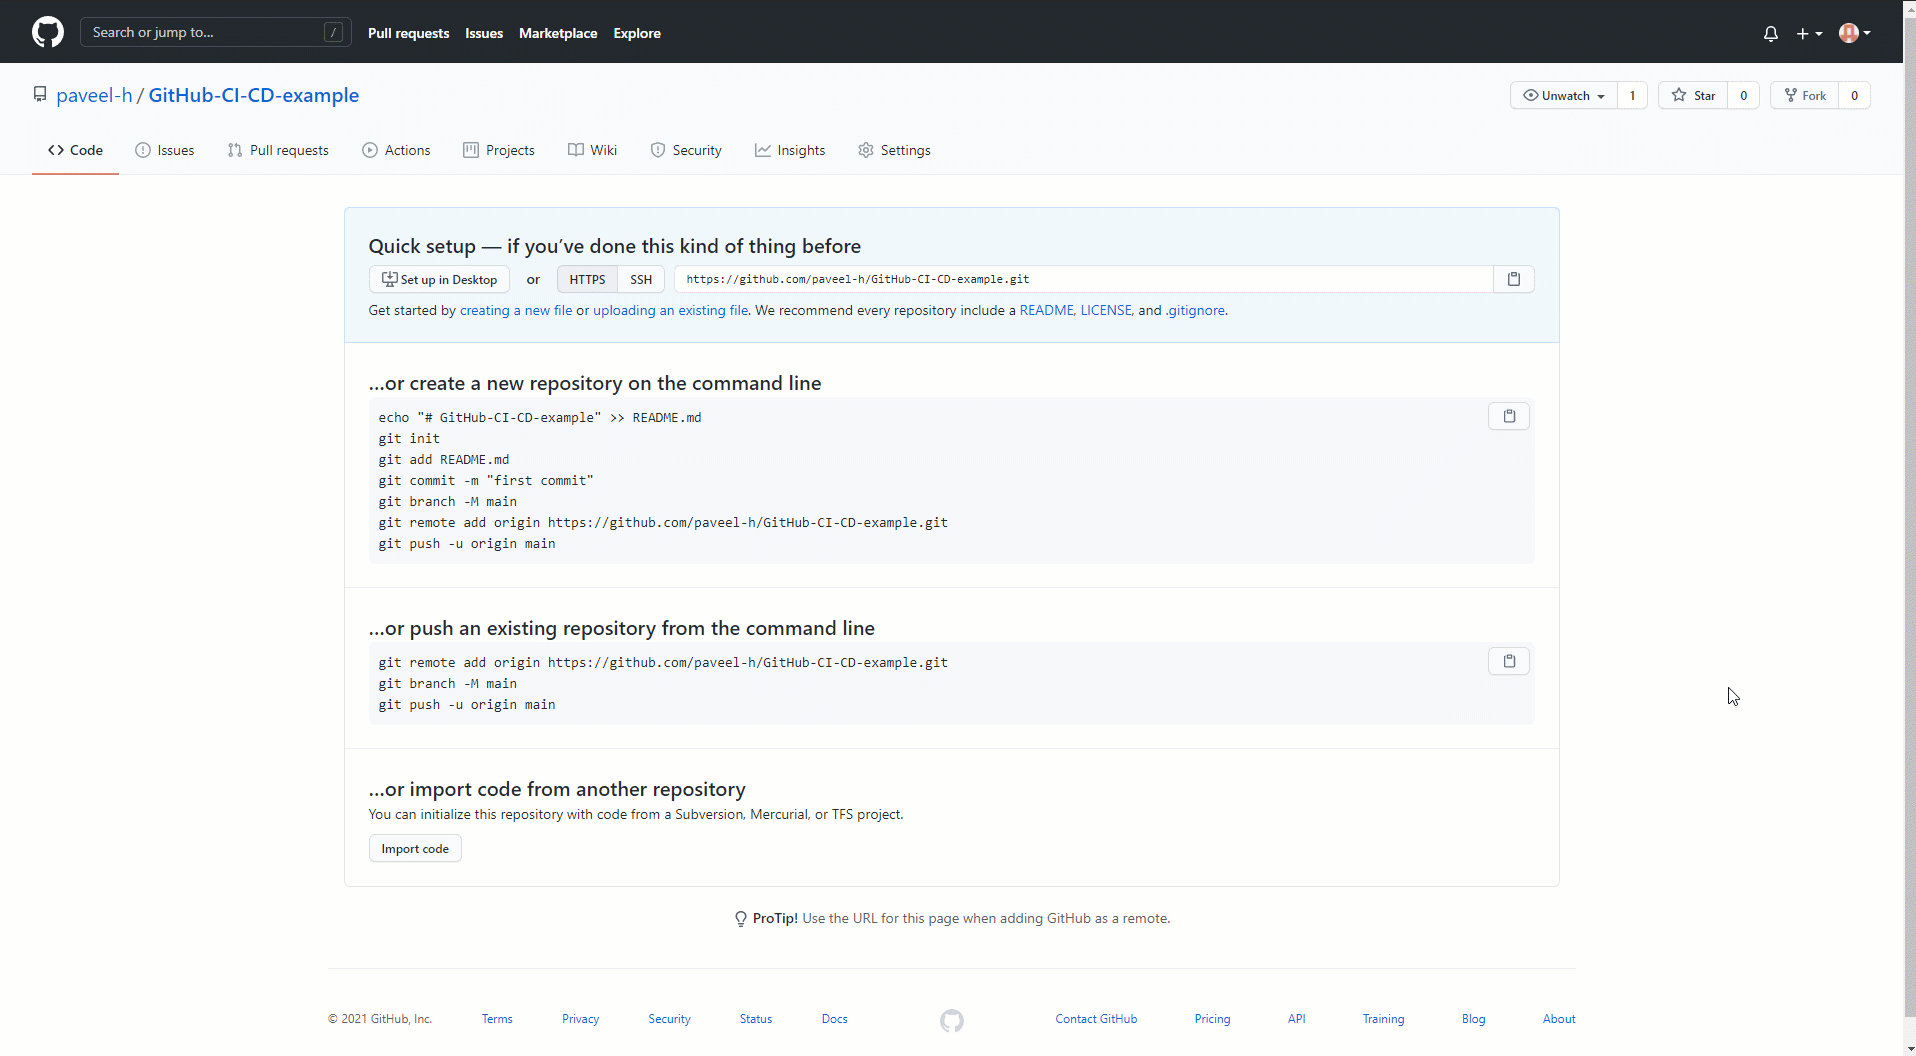 Search or jump to... /
Pull requests Issues Marketplace Explore
paveel-h / GitHub-CI-CD-example
Unwatch 1 Star 0 Fork 0
Code Issues Pull requests Actions Projects Wiki Security Insights Settings
Quick setup — if you’ve done this kind of thing before
Set up in Desktop or HTTPS SSH https://github.com/paveel-h/GitHub-CI-CD-example.git
Get started by creating a new file or uploading an existing file. We recommend every repository include a README, LICENSE, and .gitignore.
…or create a new repository on the command line
echo "# GitHub-CI-CD-example" >> README.md
git init
git add README.md
git commit -m "first commit"
git branch -M main
git remote add origin https://github.com/paveel-h/GitHub-CI-CD-example.git
git push -u origin main
…or push an existing repository from the command line
git remote add origin https://github.com/paveel-h/GitHub-CI-CD-example.git
git branch -M main
git push -u origin main
…or import code from another repository
You can initialize this repository with code from a Subversion, Mercurial, or TFS project.
Import code
ProTip! Use the URL for this page when adding GitHub as a remote.
© 2021 GitHub, Inc. Terms Privacy Security Status Docs Contact GitHub Pricing API Training Blog About